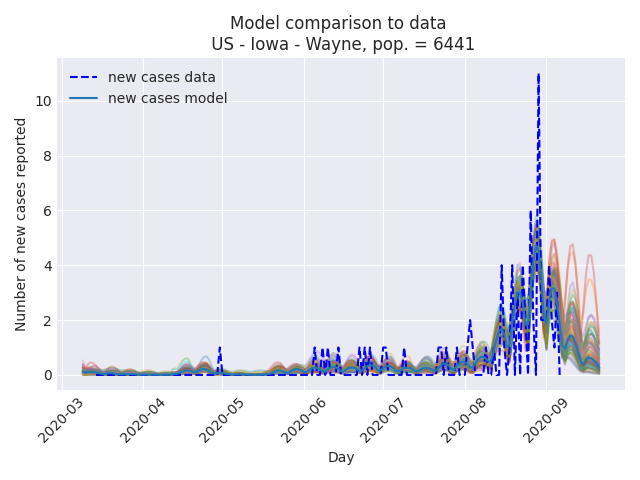 Model comparison to data
US - Iowa - Wayne, pop. = 6441
new cases data
new cases model
Number of new cases reported
10
8
6
4
2
0
2020-03
2020-04
2020-05
2020-06
2020-07
2020-08
2020-09
Day